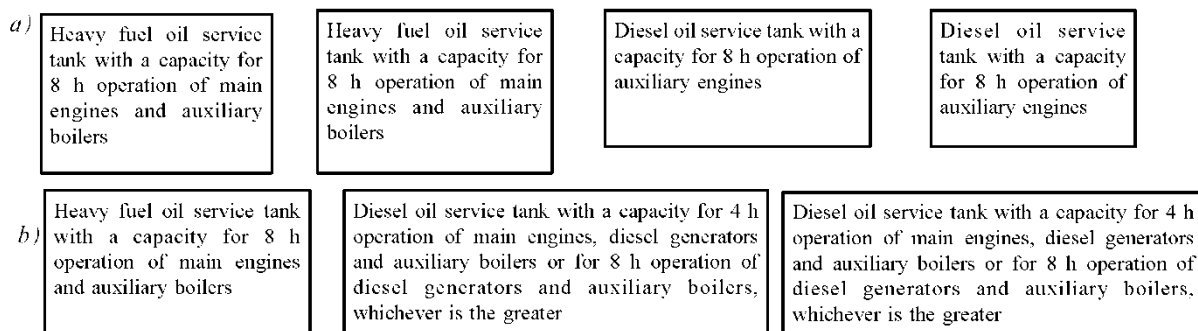 a)
Heavy fuel oil service
tank with a capacity for
8 h operation of main
engines and auxiliary
boilers
Heavy fuel oil service
tank with a capacity for
8 h operation of main
engines and auxiliary
boilers
Diesel oil service tank with a
capacity for 8 h operation of
auxiliary engines
Diesel oil service
tank with a capacity
for 8 h operation of
auxiliary engines
b)
Heavy fuel oil service tank
with a capacity for 8 h
operation of main engines
and auxiliary boilers
Diesel oil service tank with a capacity for 4 h
operation of main engines, diesel generators
and auxiliary boilers or for 8 h operation of
diesel generators and auxiliary boilers,
whichever is the greater
Diesel oil service tank with a capacity for 4 h
operation of main engines, diesel generators
and auxiliary boilers or for 8 h operation of
diesel generators and auxiliary boilers,
whichever is the greater